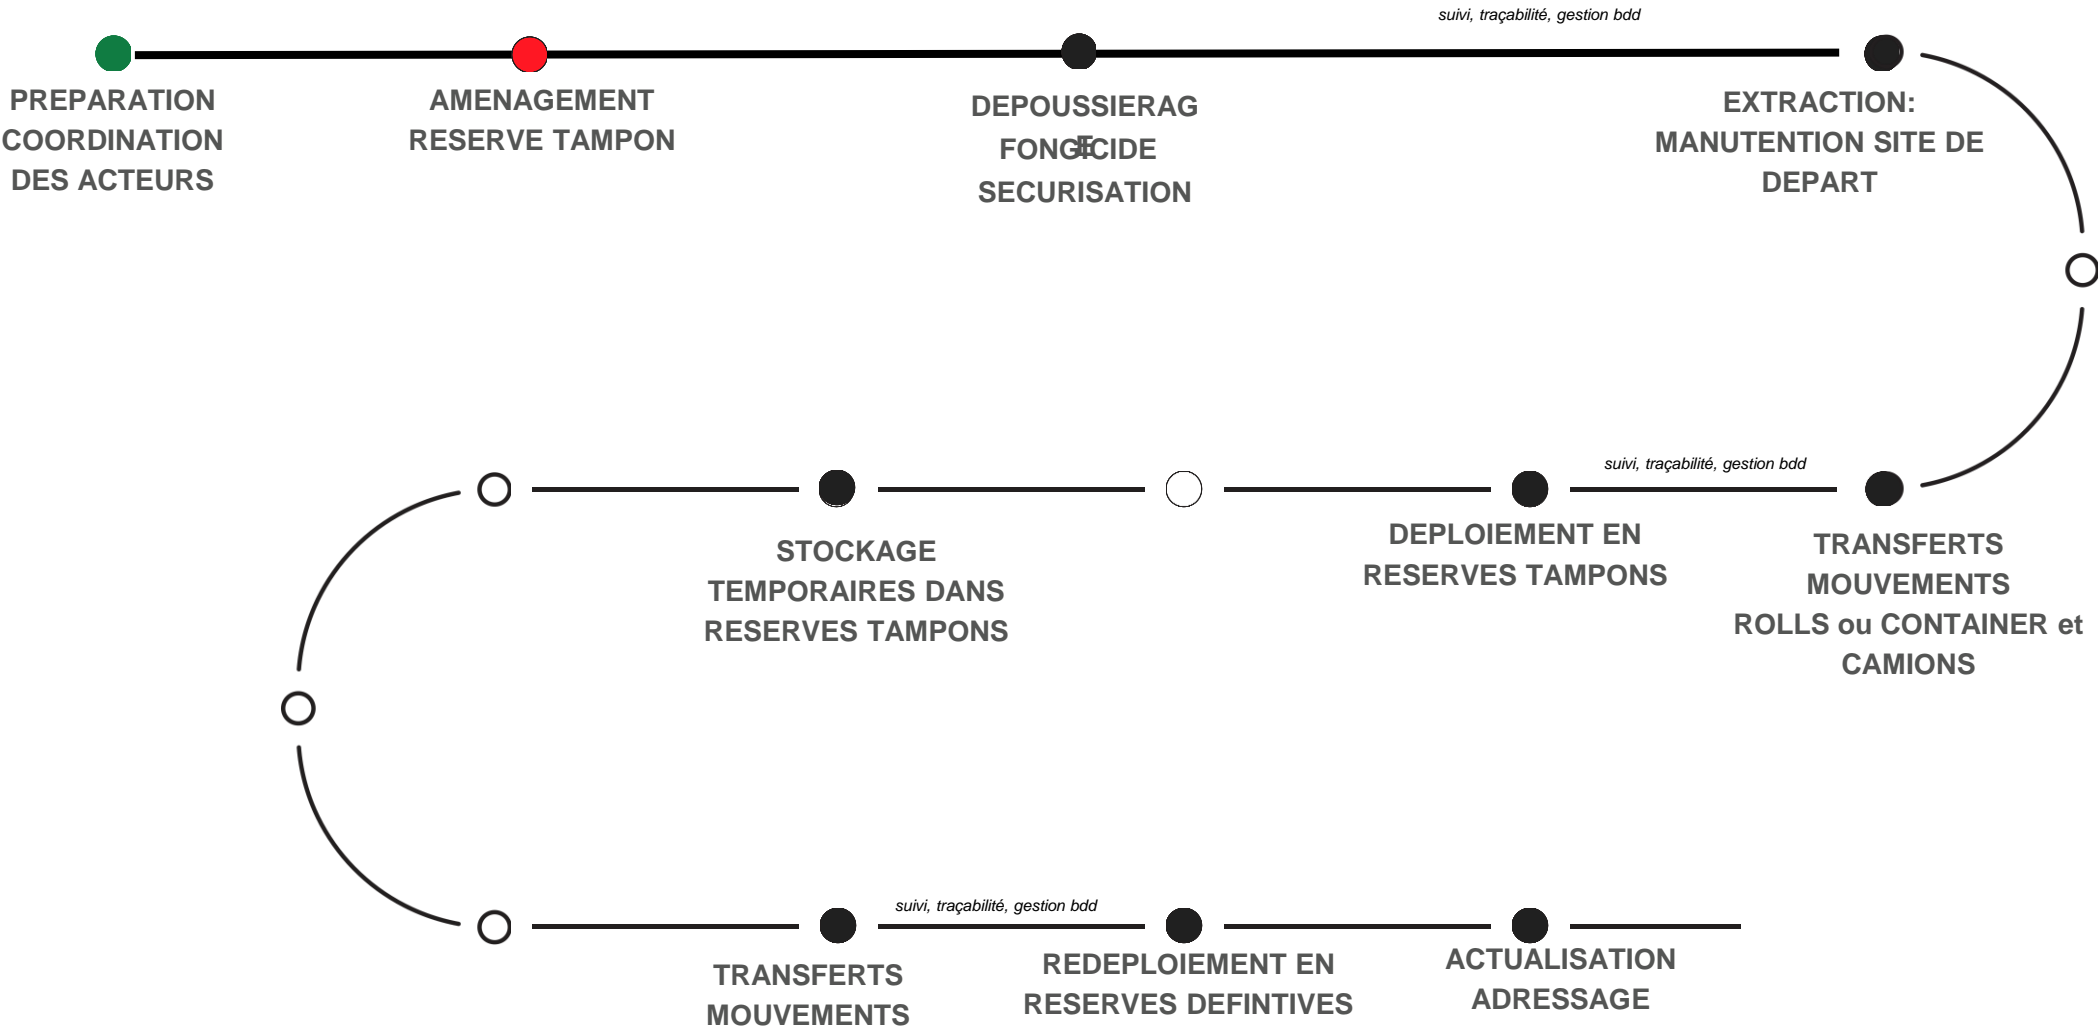 suivi, traçabilité, gestion bdd
PREPARATION
COORDINATION
DES ACTEURS
AMENAGEMENT
RESERVE TAMPON
DEPOUSSIERAG
E
FONGICIDE
SECURISATION
EXTRACTION:
MANUTENTION SITE DE
DEPART
suivi, traçabilité, gestion bdd
STOCKAGE
TEMPORAIRES DANS
RESERVES TAMPONS
DEPLOIEMENT EN
RESERVES TAMPONS
TRANSFERTS
MOUVEMENTS
ROLLS ou CONTAINER et
CAMIONS
suivi, traçabilité, gestion bdd
TRANSFERTS
MOUVEMENTS
REDEPLOIEMENT EN
RESERVES DEFINTIVES
ACTUALISATION
ADRESSAGE